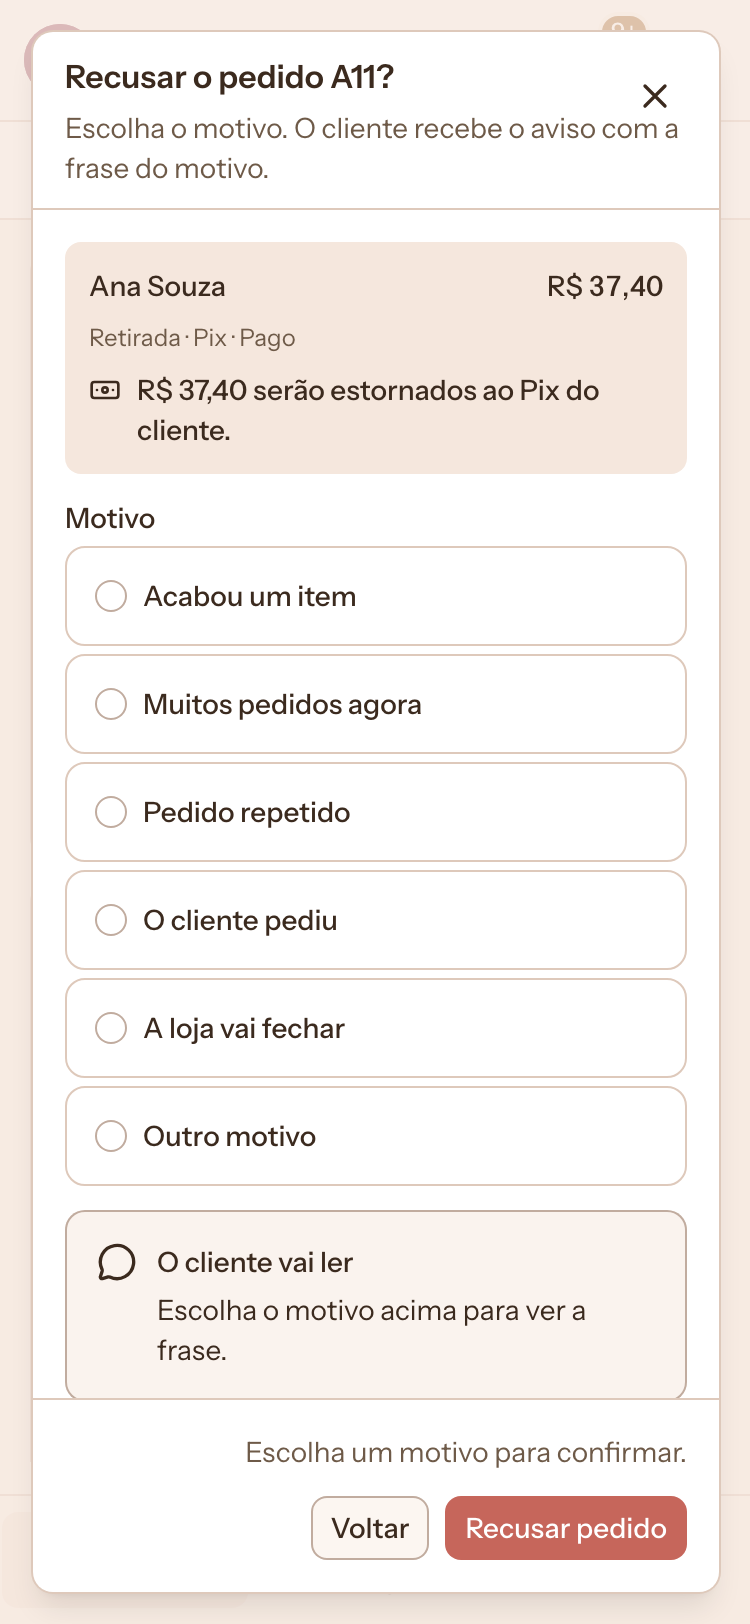 Recusar o pedido A11?
Escolha o motivo. O cliente recebe o aviso com a
frase do motivo.
Ana Souza
R$ 37,40
Retirada · Pix · Pago
R$ 37,40 serão estornados ao Pix do
cliente.
Motivo
Acabou um item
Muitos pedidos agora
Pedido repetido
O cliente pediu
A loja vai fechar
Outro motivo
O cliente vai ler
Escolha o motivo acima para ver a
frase.
Escolha um motivo para confirmar.
Voltar
Recusar pedido